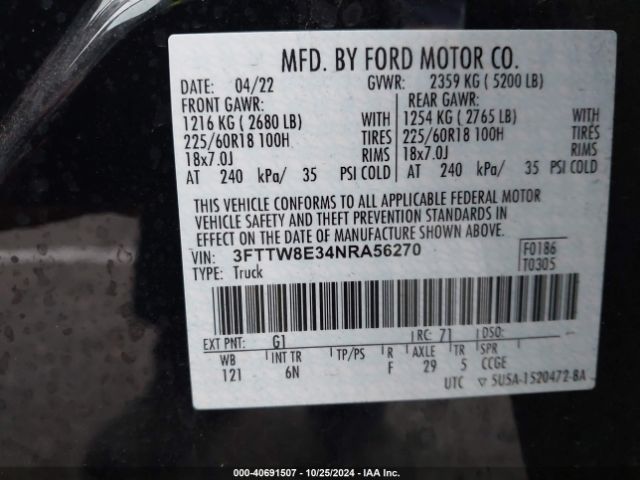 MFD. BY FORD MOTOR CO.
DATE: 04/22 GVWR: 2359 KG ( 5200 LB)
FRONT GAWR: REAR GAWR:
1216 KG ( 2680 LB) WITH 1254 KG ( 2765 LB) WITH
225/60R18 100H TIRES 225/60R18 100H TIRES
18x7.0J RIMS 18x7.0J RIMS
AT 240 kPa/ 35 PSI COLD AT 240 kPa/ 35 PSI COLD
THIS VEHICLE CONFORMS TO ALL APPLICABLE FEDERAL MOTOR
VEHICLE SAFETY AND THEFT PREVENTION STANDARDS IN
EFFECT ON THE DATE OF MANUFACTURE SHOWN ABOVE.
VIN: 3FTTW8E34NRA56270 F0186
TYPE: Truck T0305
EXT PNT: G1 RC: 71 DSO:
WB INT TR TP/PS R AXLE TR SPR
121 6N F 29 5 CCGE
UTC ▽ 5U5A-1520472-BA
000-40691507 - 10/25/2024 - IAA Inc.